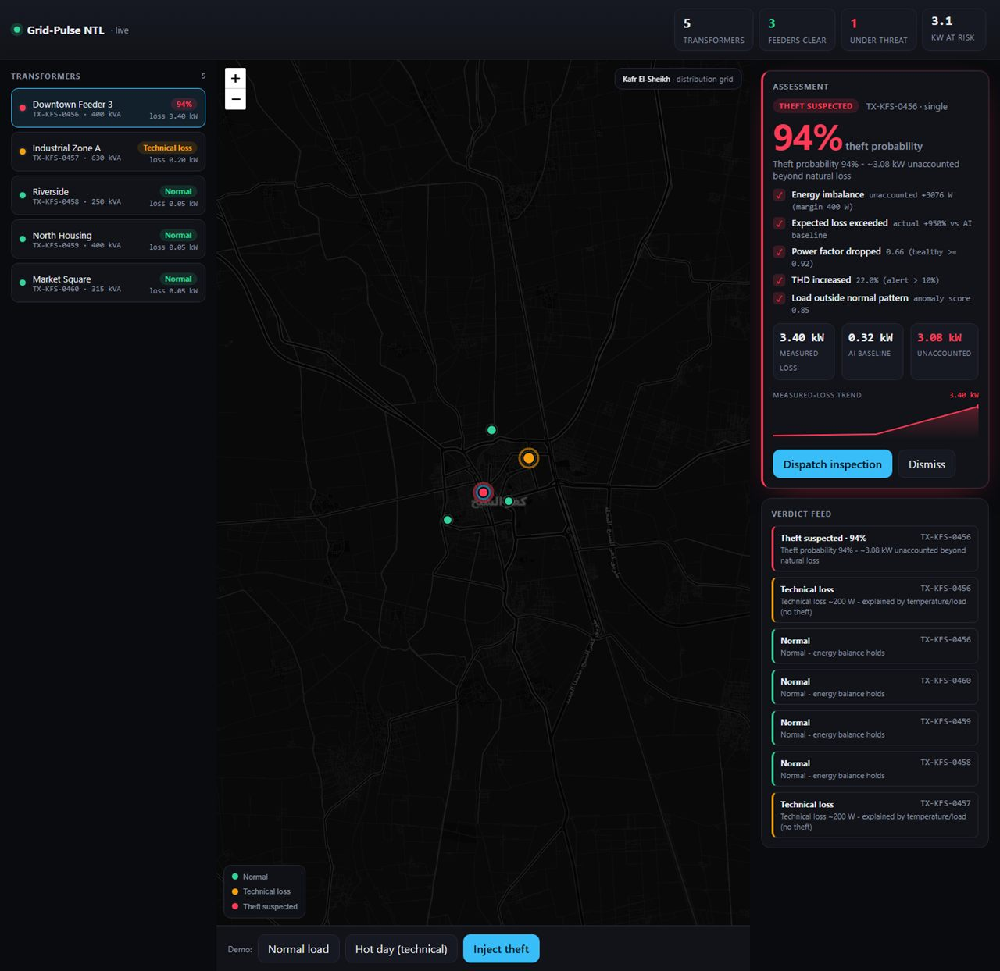 Grid-Pulse NTL · live
5
TRANSFORMERS
3
FEEDERS CLEAR
1
UNDER THREAT
3.1
KW AT RISK
TRANSFORMERS 5
Downtown Feeder 3 94%
TX-KFS-0456 · 400 kVA loss 3.40 kW
Industrial Zone A Technical loss
TX-KFS-0457 · 630 kVA loss 0.20 kW
Riverside Normal
TX-KFS-0458 · 250 kVA loss 0.05 kW
North Housing Normal
TX-KFS-0459 · 400 kVA loss 0.05 kW
Market Square Normal
TX-KFS-0460 · 315 kVA loss 0.05 kW
+
−
Kafr El-Sheikh · distribution grid
كفر الشيخ
Normal
Technical loss
Theft suspected
Demo: Normal load Hot day (technical) Inject theft
ASSESSMENT
THEFT SUSPECTED TX-KFS-0456 · single
94% theft probability
Theft probability 94% - ~3.08 kW unaccounted
beyond natural loss
✓ Energy imbalance unaccounted +3076 W
(margin 400 W)
✓ Expected loss exceeded actual +950% vs AI
baseline
✓ Power factor dropped 0.66 (healthy >=
0.92)
✓ THD increased 22.0% (alert > 10%)
✓ Load outside normal pattern anomaly score
0.85
3.40 kW
MEASURED
LOSS
0.32 kW
AI BASELINE
3.08 kW
UNACCOUNTED
MEASURED-LOSS TREND 3.40 kW
Dispatch inspection Dismiss
VERDICT FEED
Theft suspected · 94% TX-KFS-0456
Theft probability 94% - ~3.08 kW unaccounted beyond
natural loss
Technical loss TX-KFS-0456
Technical loss ~200 W - explained by temperature/load
(no theft)
Normal TX-KFS-0456
Normal - energy balance holds
Normal TX-KFS-0460
Normal - energy balance holds
Normal TX-KFS-0459
Normal - energy balance holds
Normal TX-KFS-0458
Normal - energy balance holds
Technical loss TX-KFS-0457
Technical loss ~200 W - explained by temperature/load
(no theft)